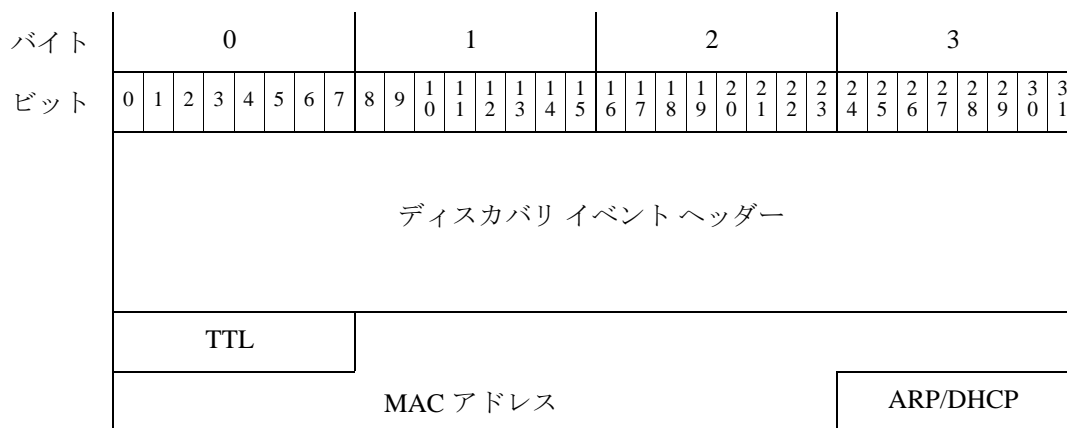 バイト 0 1 2 3
ビット 0 1 2 3 4 5 6 7 8 9 10 11 12 13 14 15 16 17 18 19 20 21 22 23 24 25 26 27 28 29 30 31
ディスカバリ イベント ヘッダー
TTL
MAC アドレス ARP/DHCP